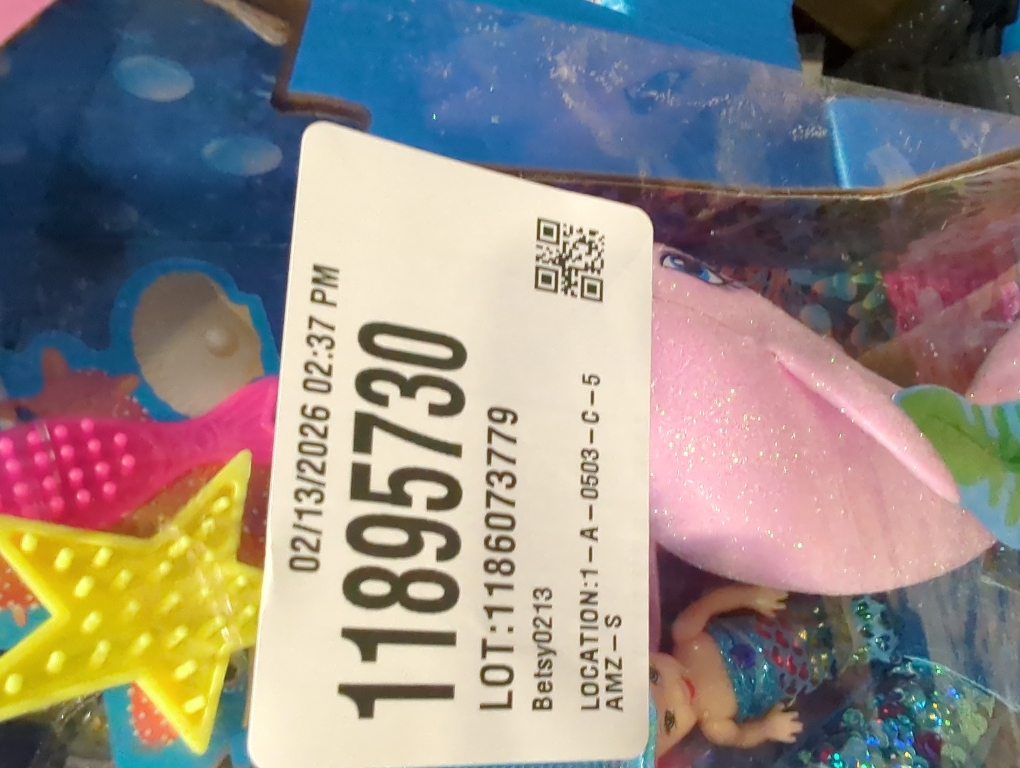 02/13/2026 02:37 PM
11895730
LOT:1186073779
Betsy0213
LOCATION:1-A-0503-C-5
AMZ-S